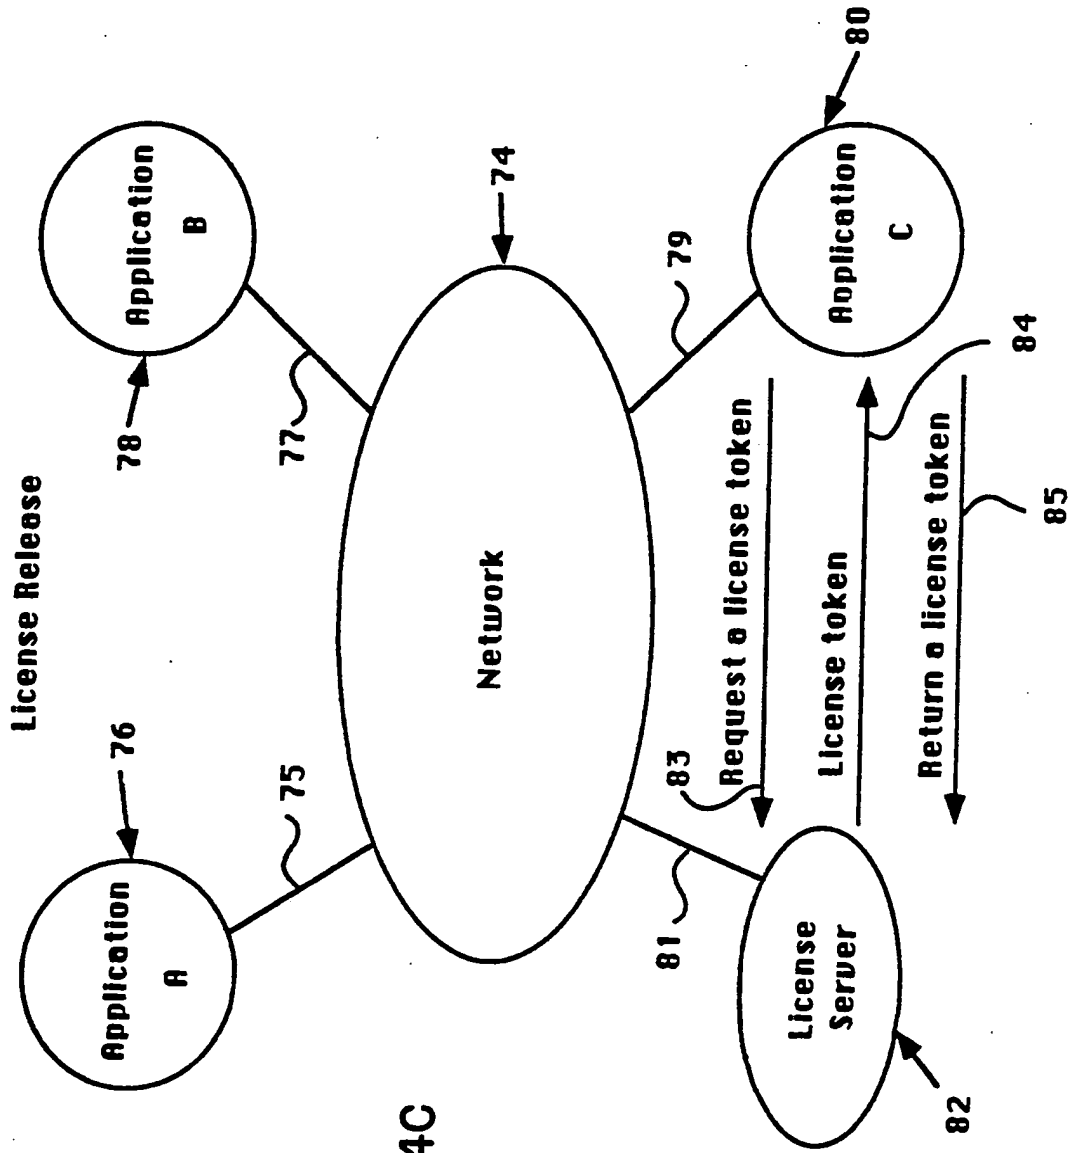 License Release
76
Application
A
75
78
Application
B
77
74
Network
79
80
Aoplication
C
81
83
Request a license token
License token
84
Return a license token
85
License
Server
82
4C